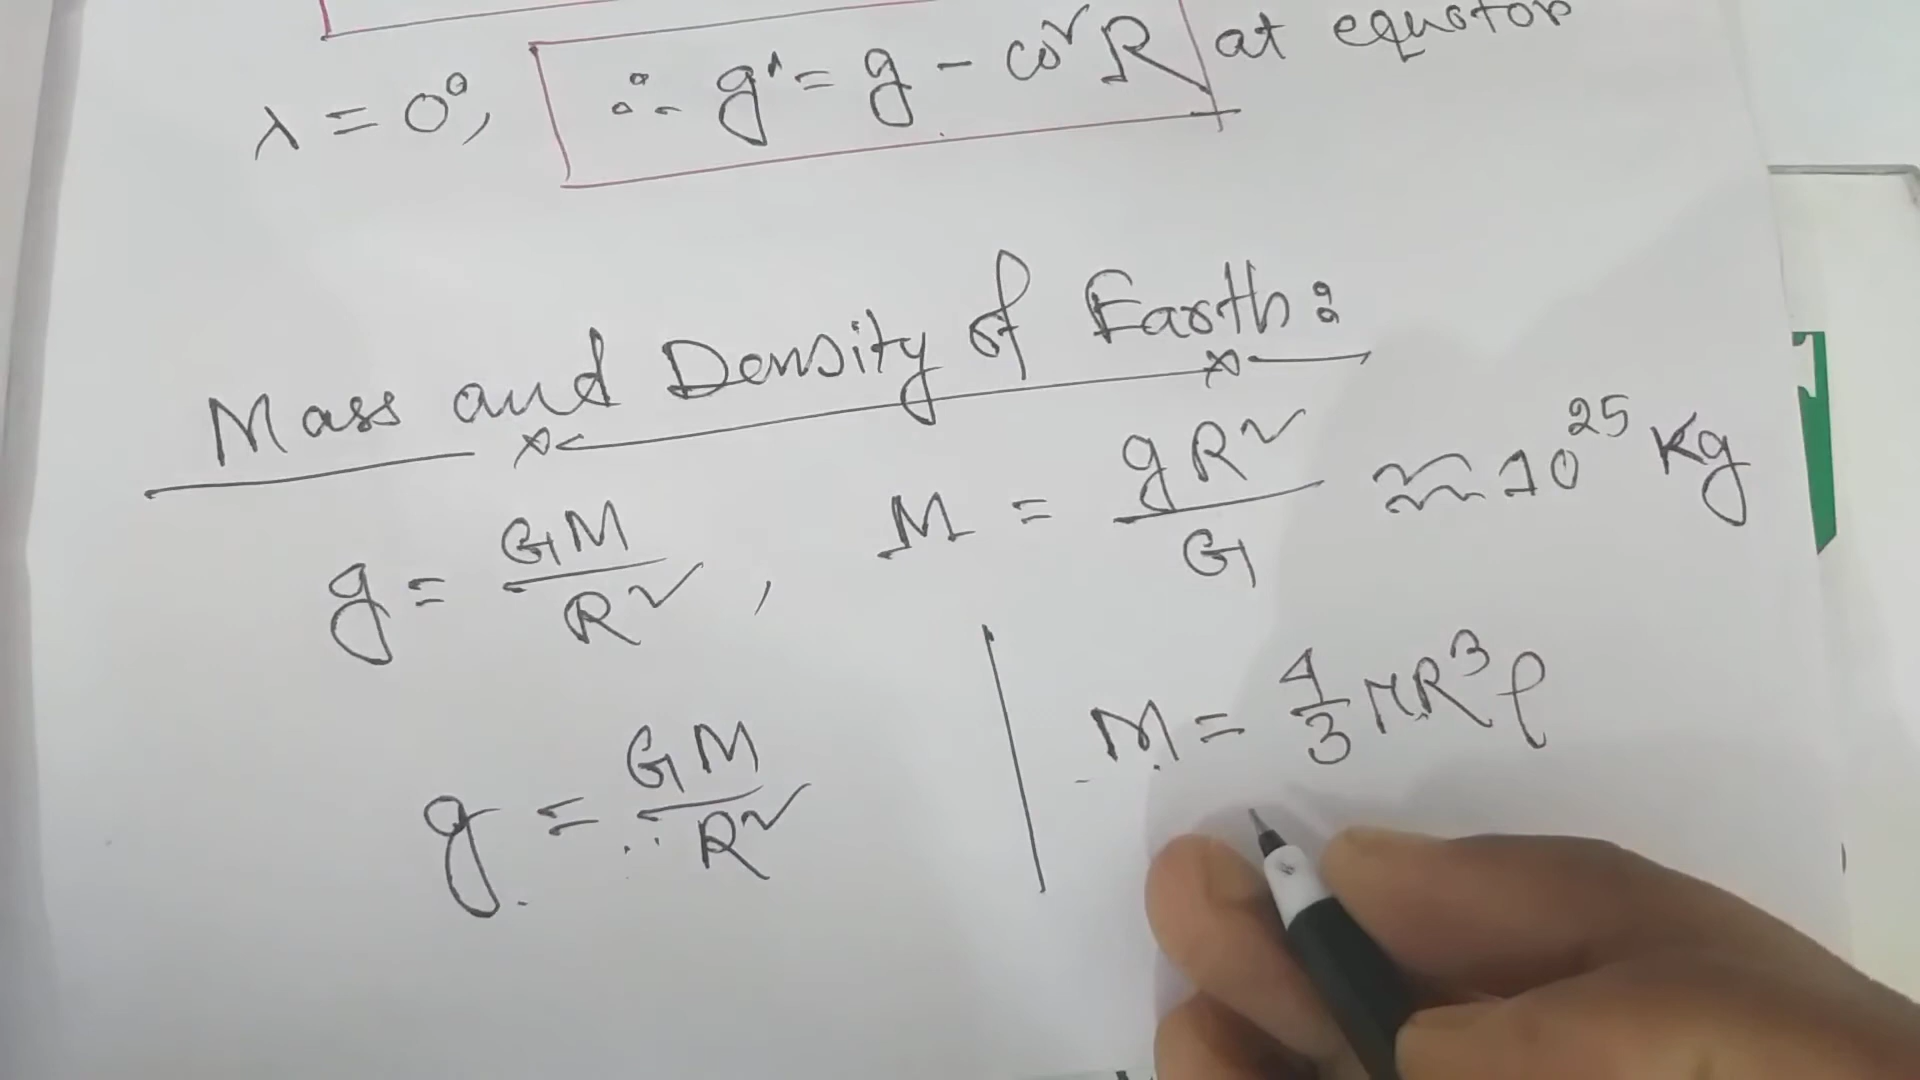 λ = 0°, ∴ g' = g - ω²R at equator
Mass and Density of Earth:
g = GM/R², M = gR²/G ≈ 10²⁵ Kg
g = GM/R² | M = 4/3 πR³ρ